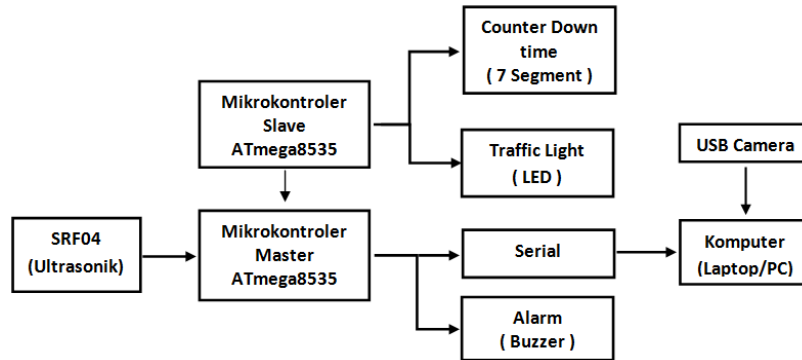 Counter Down
time
( 7 Segment )
Mikrokontroler
Slave
ATmega8535
Traffic Light
( LED )
USB Camera
SRF04
(Ultrasonik)
Mikrokontroler
Master
ATmega8535
Serial
Komputer
(Laptop/PC)
Alarm
( Buzzer )